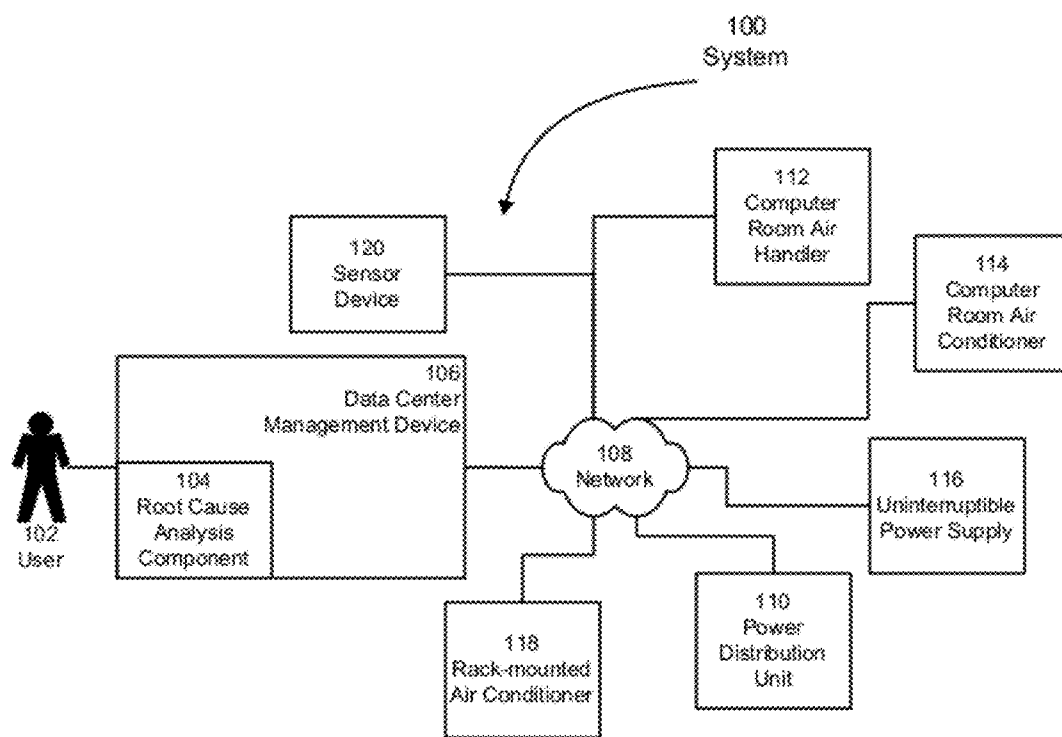 100
System
112
Computer
Room Air
Handler
120
Sensor
Device
114
Computer
Room Air
Conditioner
106
Data Center
Management Device
108
Network
104
Root Cause
Analysis
Component
102
User
116
Uninterruptible
Power Supply
110
Power
Distribution
Unit
118
Rack-mounted
Air Conditioner